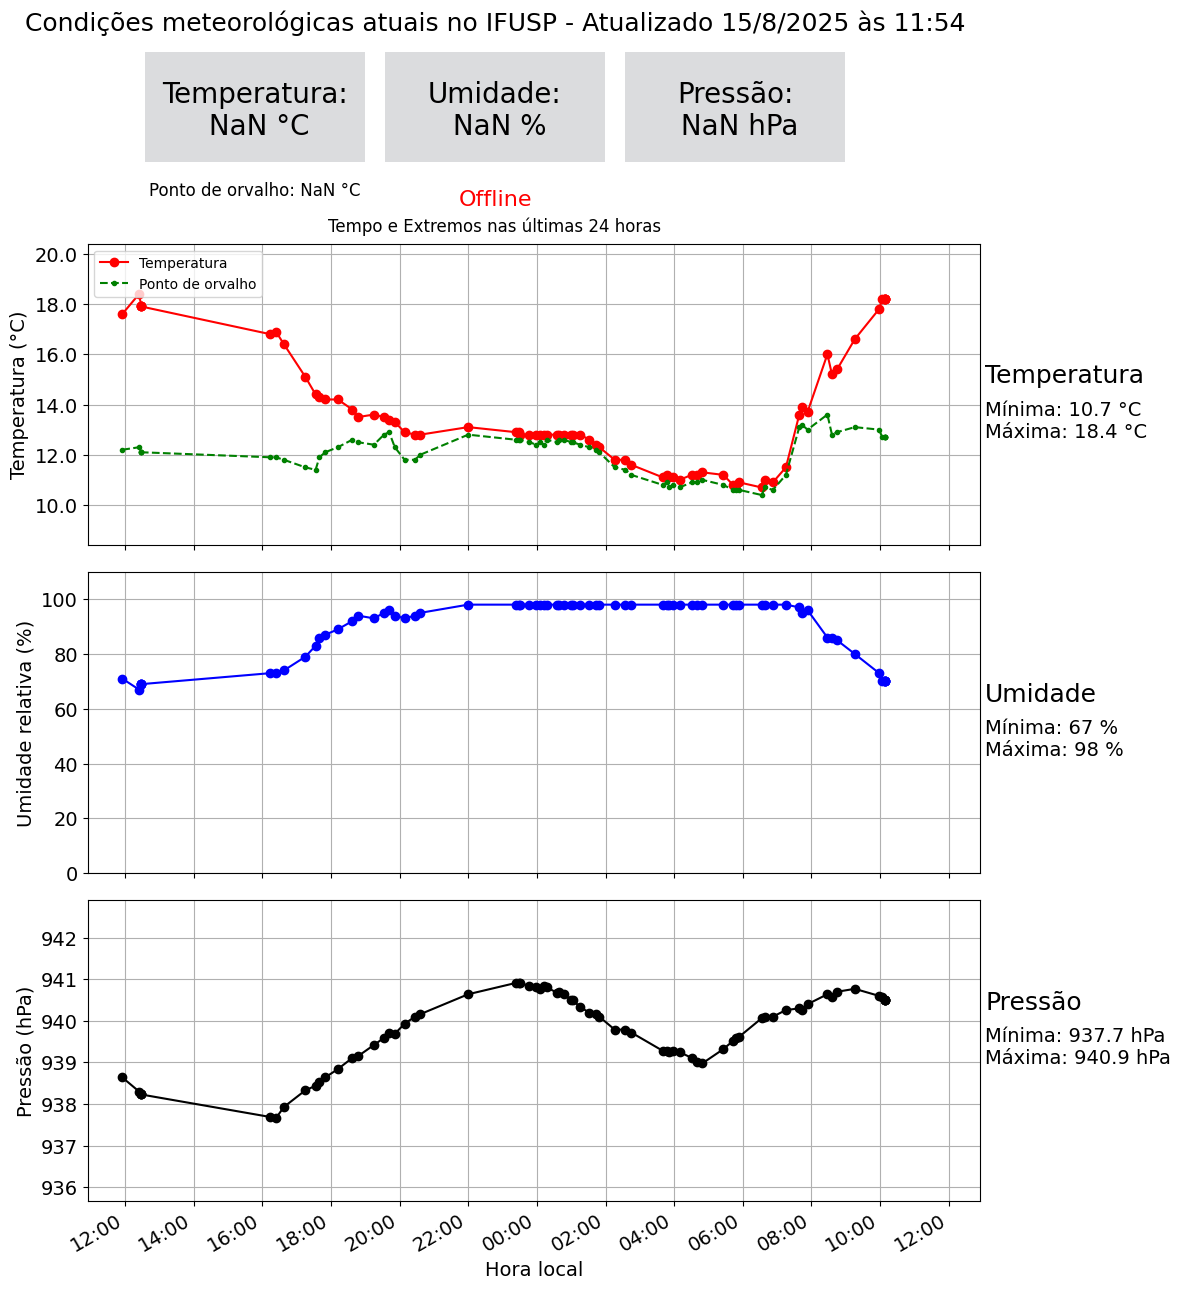 Condições meteorológicas atuais no IFUSP - Atualizado 15/8/2025 às 11:54
Temperatura:
NaN °C
Umidade:
NaN %
Pressão:
NaN hPa
Ponto de orvalho: NaN °C
Offline
Tempo e Extremos nas últimas 24 horas
Temperatura (°C)
20.0
18.0
16.0
14.0
12.0
10.0
Temperatura
Ponto de orvalho
Temperatura
Mínima: 10.7 °C
Máxima: 18.4 °C
Umidade relativa (%)
100
80
60
40
20
0
Umidade
Mínima: 67 %
Máxima: 98 %
Pressão (hPa)
942
941
940
939
938
937
936
Pressão
Mínima: 937.7 hPa
Máxima: 940.9 hPa
12:00 14:00 16:00 18:00 20:00 22:00 00:00 02:00 04:00 06:00 08:00 10:00 12:00
Hora local